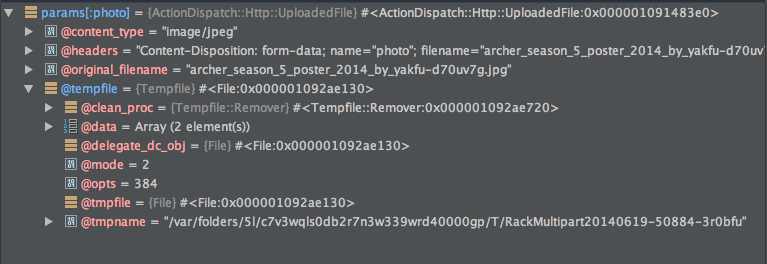 params[:photo] = {ActionDispatch::Http::UploadedFile} #<ActionDispatch::Http::UploadedFile:0x000001091483e0>
@content_type = "image/jpeg"
@headers = "Content-Disposition: form-data; name="photo"; filename="archer_season_5_poster_2014_by_yakfu-d70uv7g
@original_filename = "archer_season_5_poster_2014_by_yakfu-d70uv7g.jpg"
@tempfile = {Tempfile} #<File:0x000001092ae130>
@clean_proc = {Tempfile::Remover} #<Tempfile::Remover:0x000001092ae720>
@data = Array (2 element(s))
@delegate_dc_obj = {File} #<File:0x000001092ae130>
@mode = 2
@opts = 384
@tmpfile = {File} #<File:0x000001092ae130>
@tmpname = "/var/folders/5l/c7v3wqls0db2r7n3w339wrd40000gp/T/RackMultipart20140619-50884-3r0bfu"